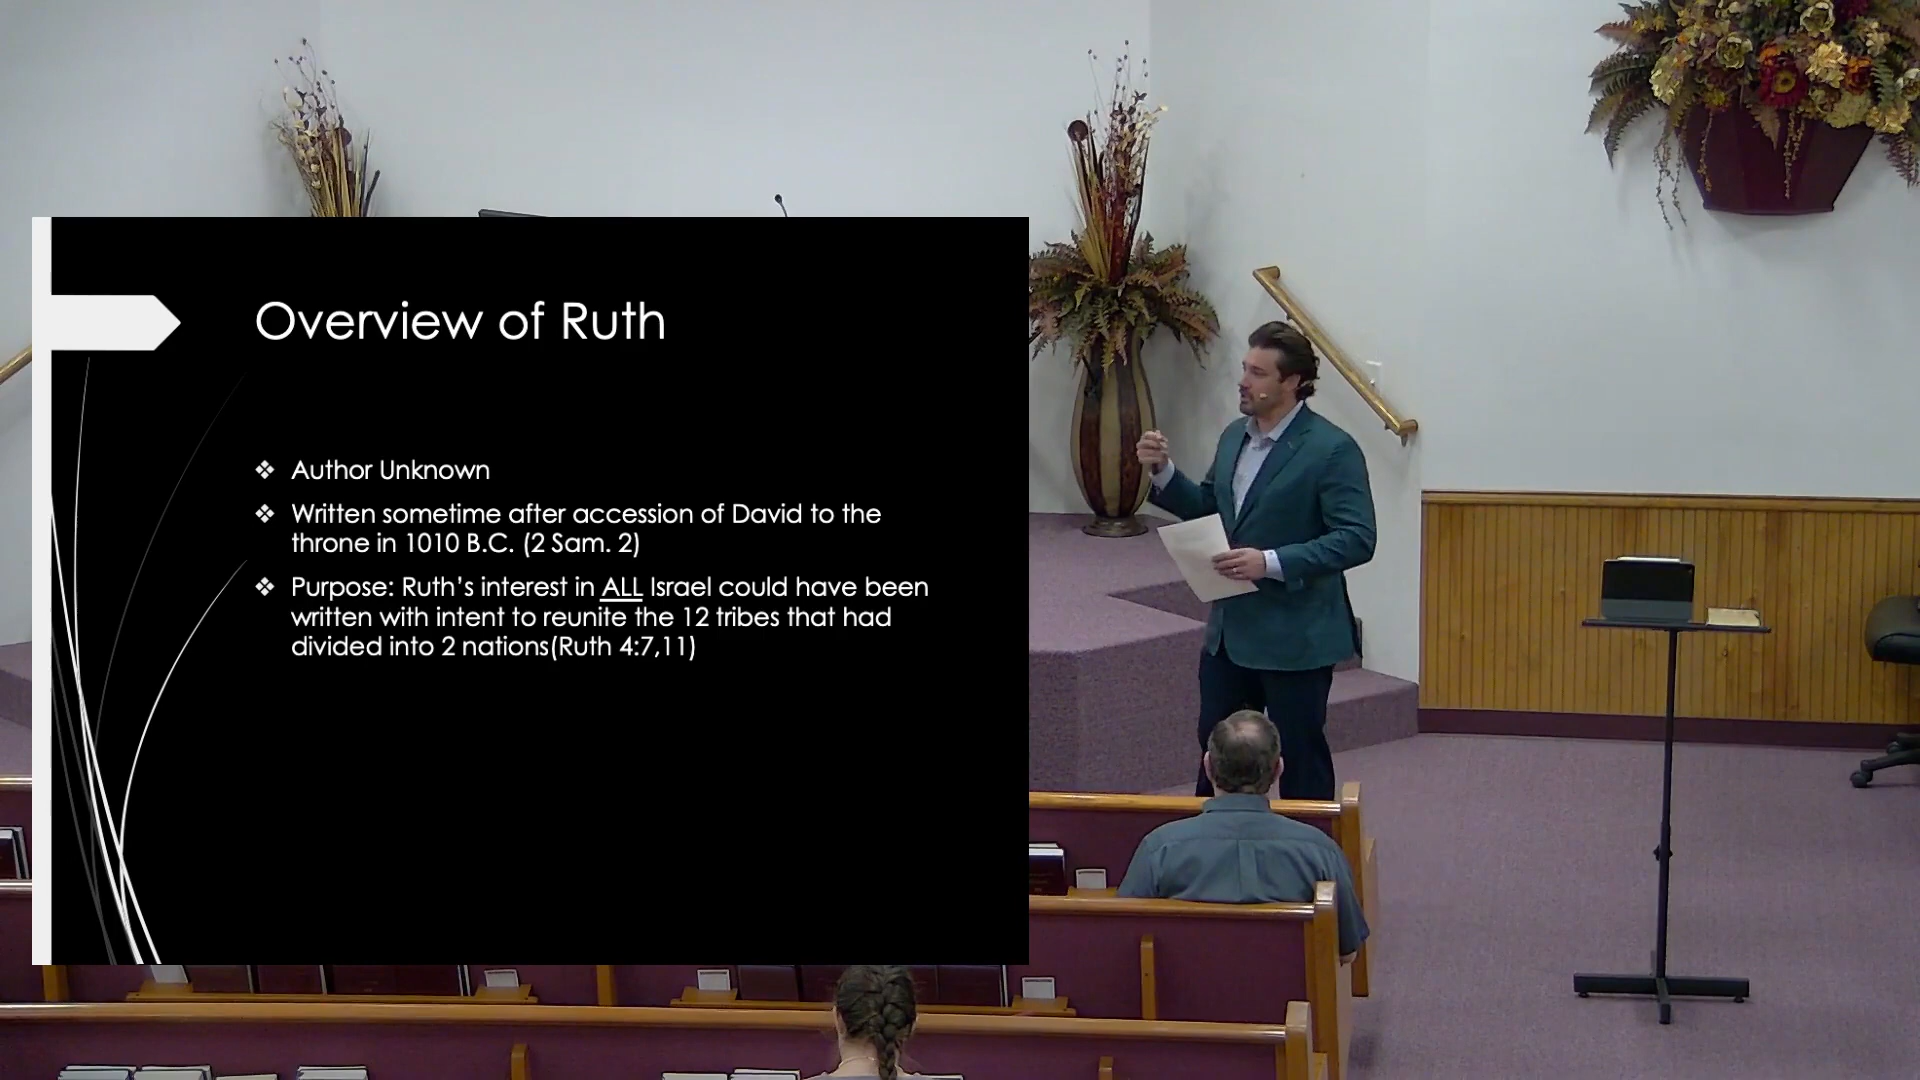 Overview of Ruth
❖ Author Unknown
❖ Written sometime after accession of David to the
throne in 1010 B.C. (2 Sam. 2)
❖ Purpose: Ruth's interest in ALL Israel could have been
written with intent to reunite the 12 tribes that had
divided into 2 nations(Ruth 4:7,11)